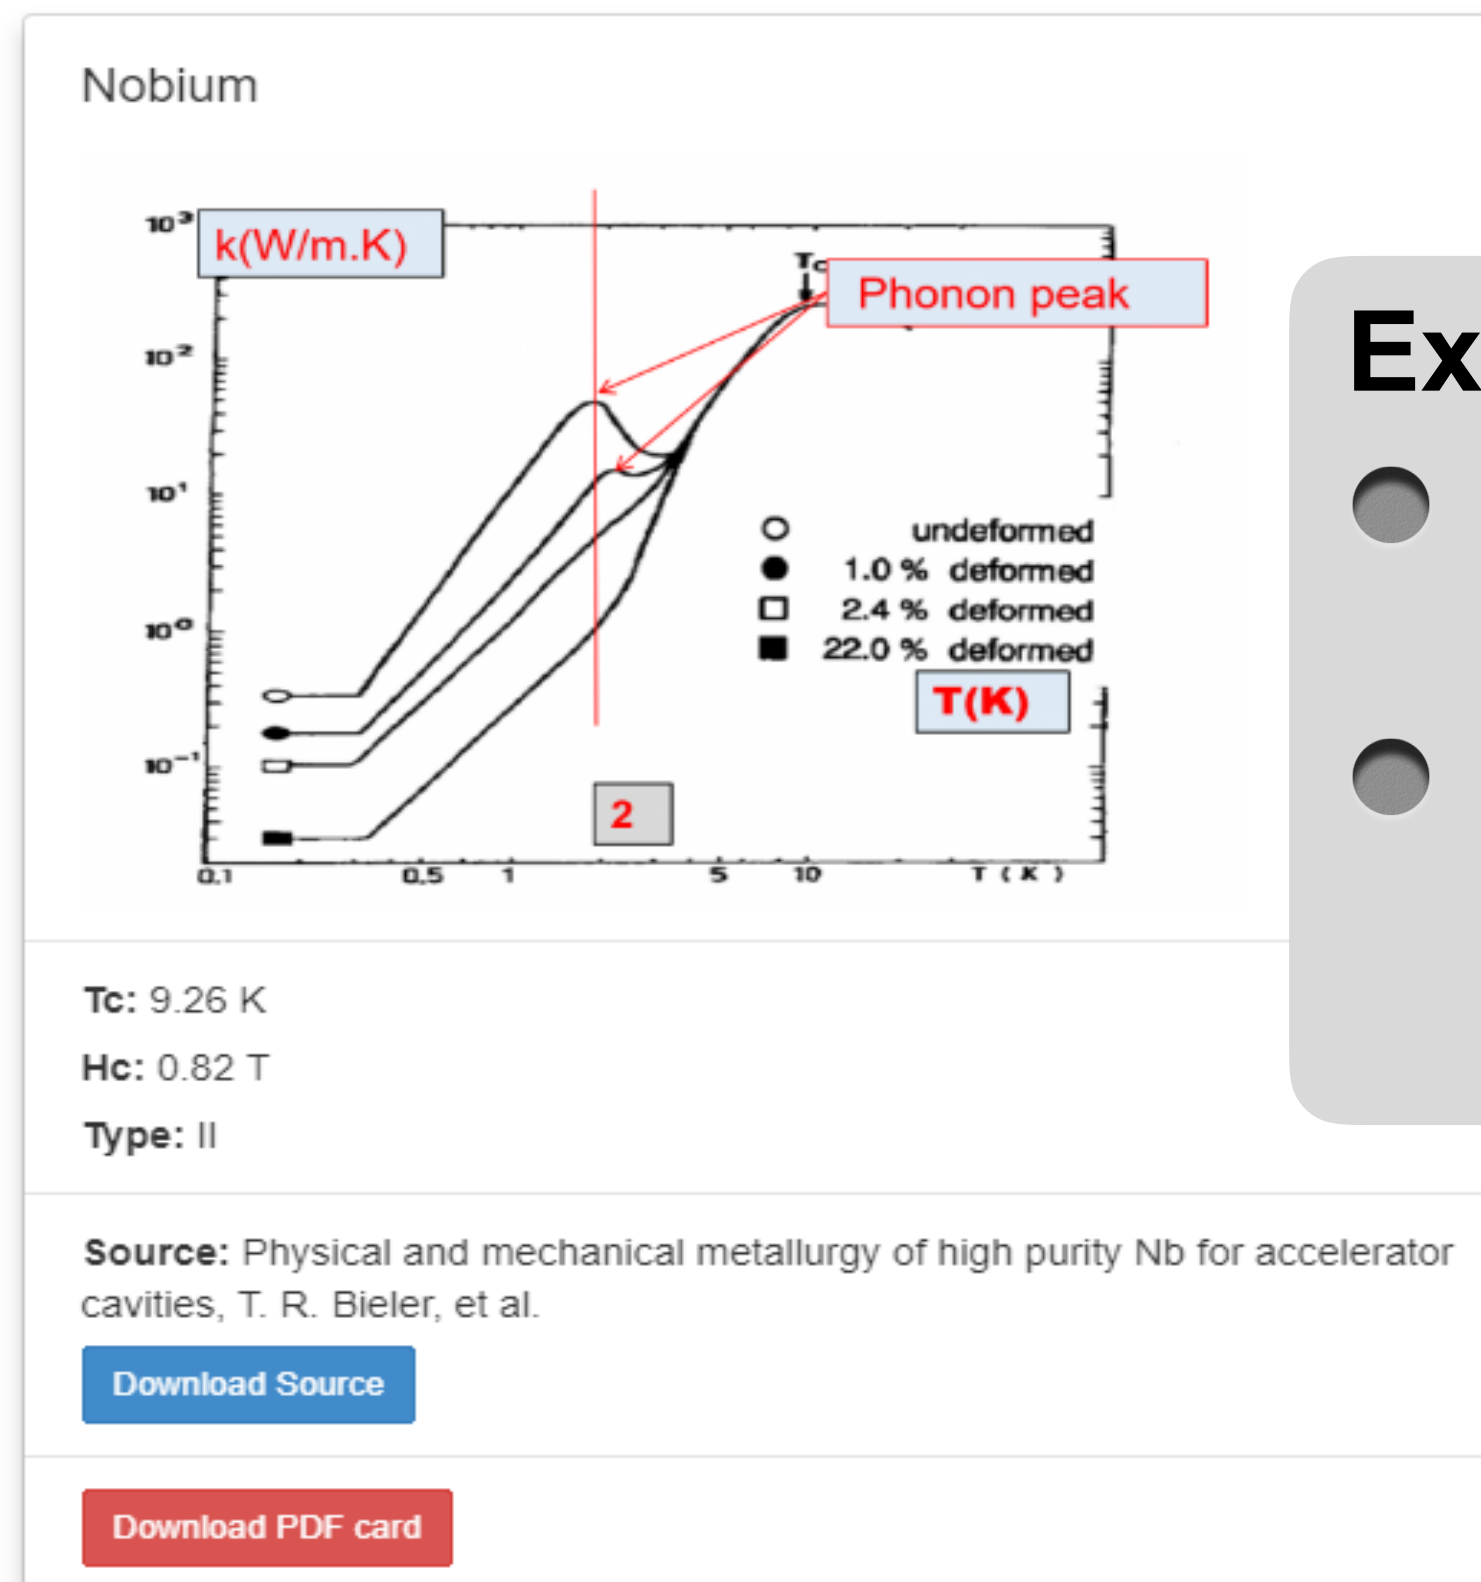 Nobium
10³
k(W/m.K)
Tc
Phonon peak
10²
10¹
undeformed
1.0 % deformed
2.4 % deformed
22.0 % deformed
10⁰
T(K)
10⁻¹
2
0.1 0.5 1 5 10 T ( K )
Ex
Tc: 9.26 K
Hc: 0.82 T
Type: II
Source: Physical and mechanical metallurgy of high purity Nb for accelerator
cavities, T. R. Bieler, et al.
Download Source
Download PDF card